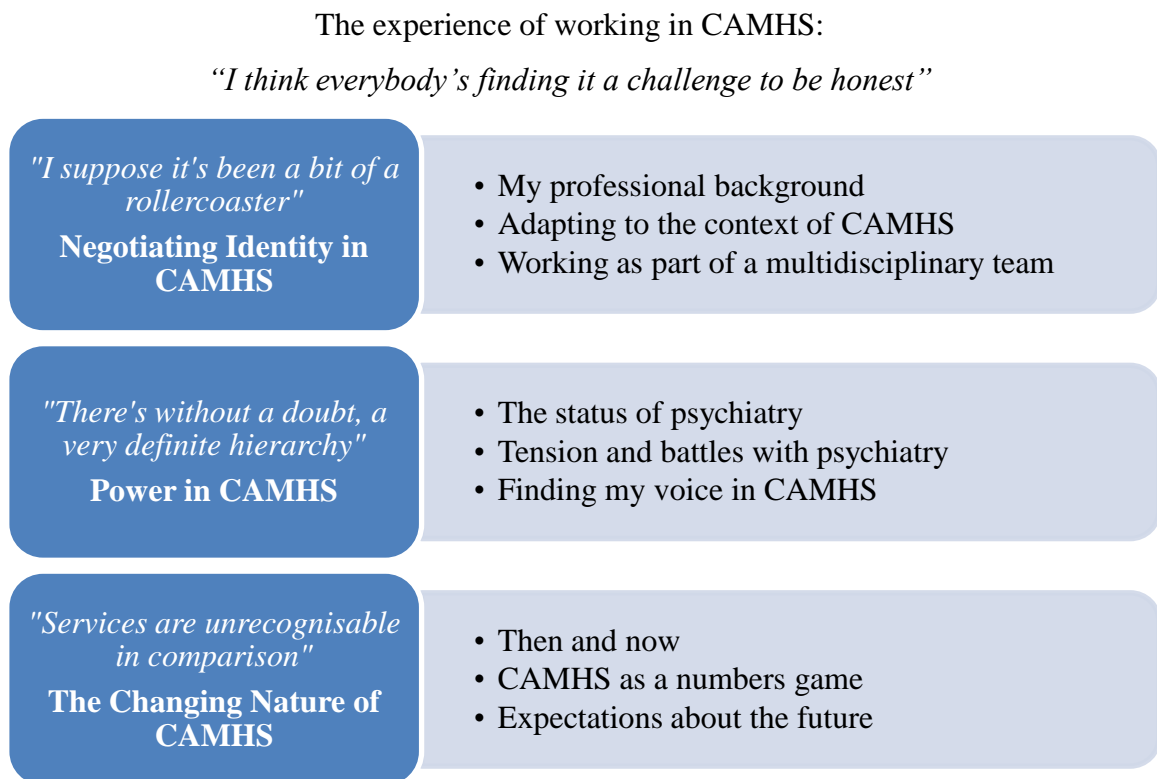 The experience of working in CAMHS:
“I think everybody’s finding it a challenge to be honest”
"I suppose it's been a bit of a
rollercoaster"
Negotiating Identity in
CAMHS
• My professional background
• Adapting to the context of CAMHS
• Working as part of a multidisciplinary team
"There's without a doubt, a
very definite hierarchy"
Power in CAMHS
• The status of psychiatry
• Tension and battles with psychiatry
• Finding my voice in CAMHS
"Services are unrecognisable
in comparison"
The Changing Nature of
CAMHS
• Then and now
• CAMHS as a numbers game
• Expectations about the future